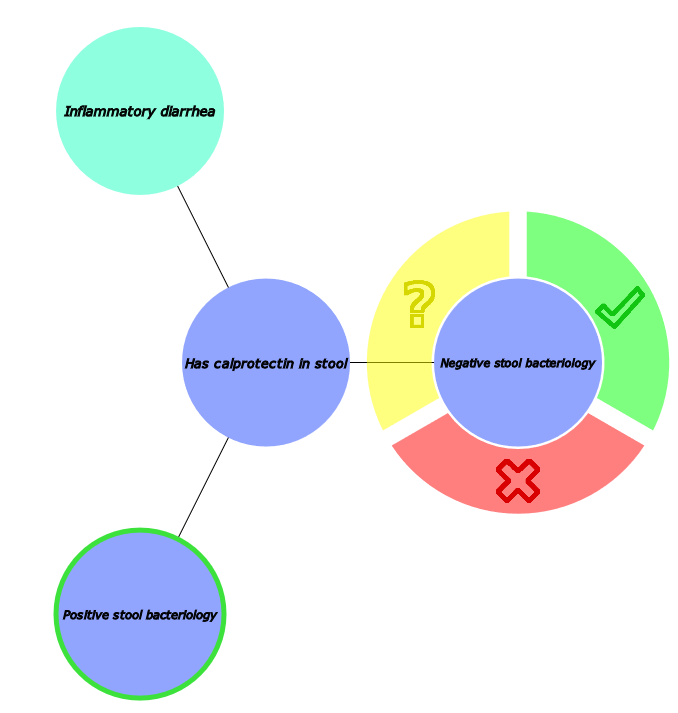 Inflammatory diarrhea
?
Has calprotectin in stool
Negative stool bacteriology
Positive stool bacteriology